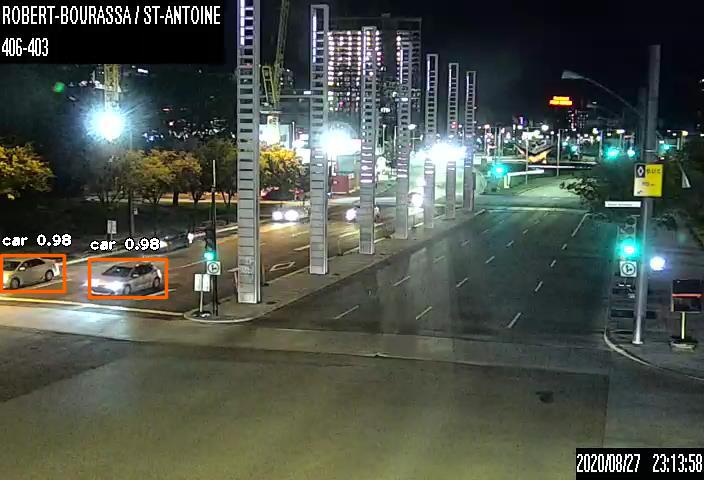 ROBERT-BOURASSA / ST-ANTOINE
406-403
car 0.98
car 0.98
2020/08/27 23:13:58